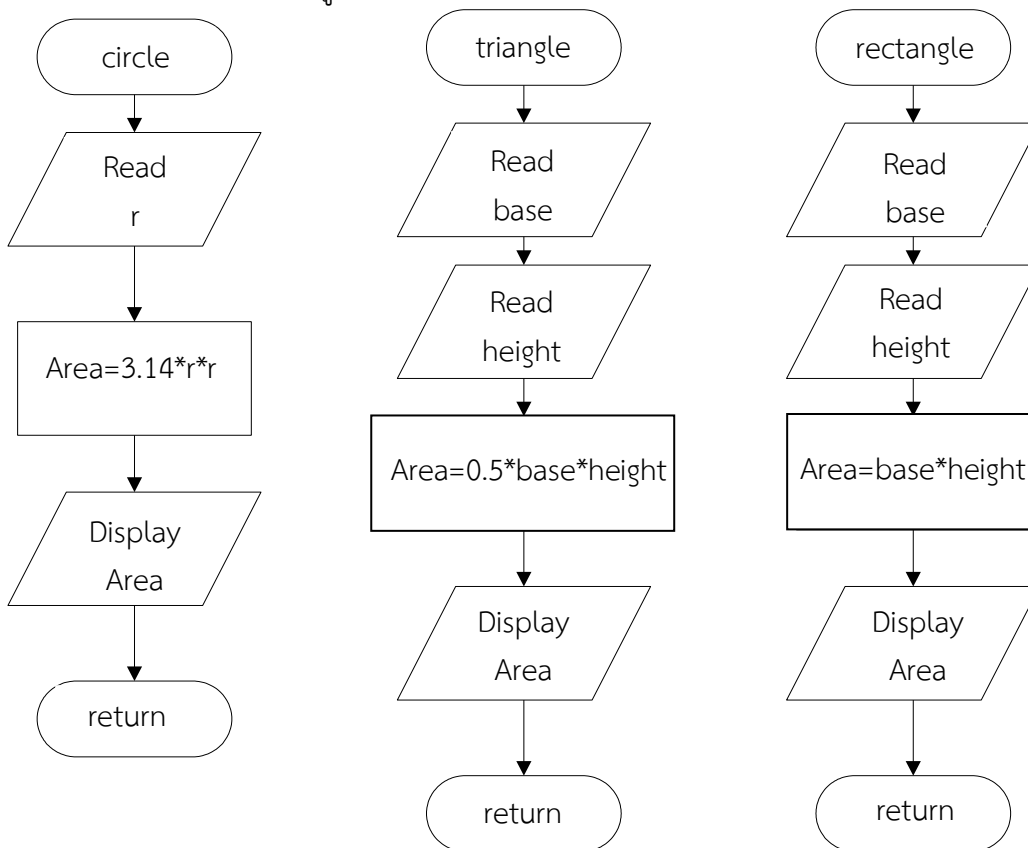 circle
Read
r
Area=3.14*r*r
Display
Area
return
triangle
Read
base
Read
height
Area=0.5*base*height
Display
Area
return
rectangle
Read
base
Read
height
Area=base*height
Display
Area
return